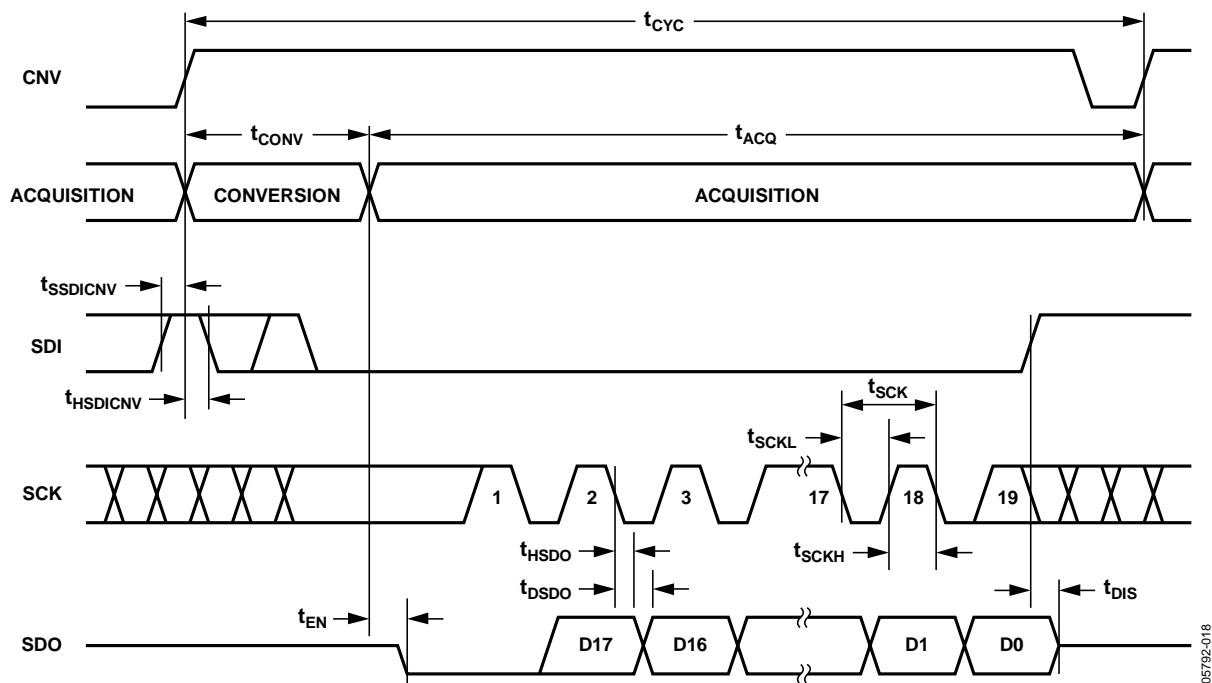 tCYC
CNV
tCONV
tACQ
ACQUISITION
CONVERSION
ACQUISITION
tSSDICNV
SDI
tHSDICNV
tSCK
tSCKL
SCK
1
2
3
17
18
19
tHSDO
tSCKH
tDSDO
tDIS
tEN
SDO
D17
D16
D1
D0
05792-018